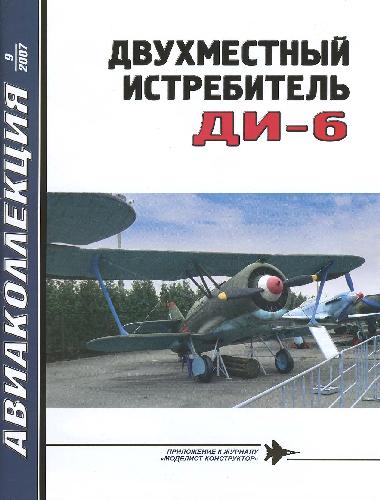 АВИАКОЛЛЕКЦИЯ
9
2007
ДВУХМЕСТНЫЙ
ИСТРЕБИТЕЛЬ
ДИ-6
ПРИЛОЖЕНИЕ К ЖУРНАЛУ
«МОДЕЛИСТ КОНСТРУКТОР»